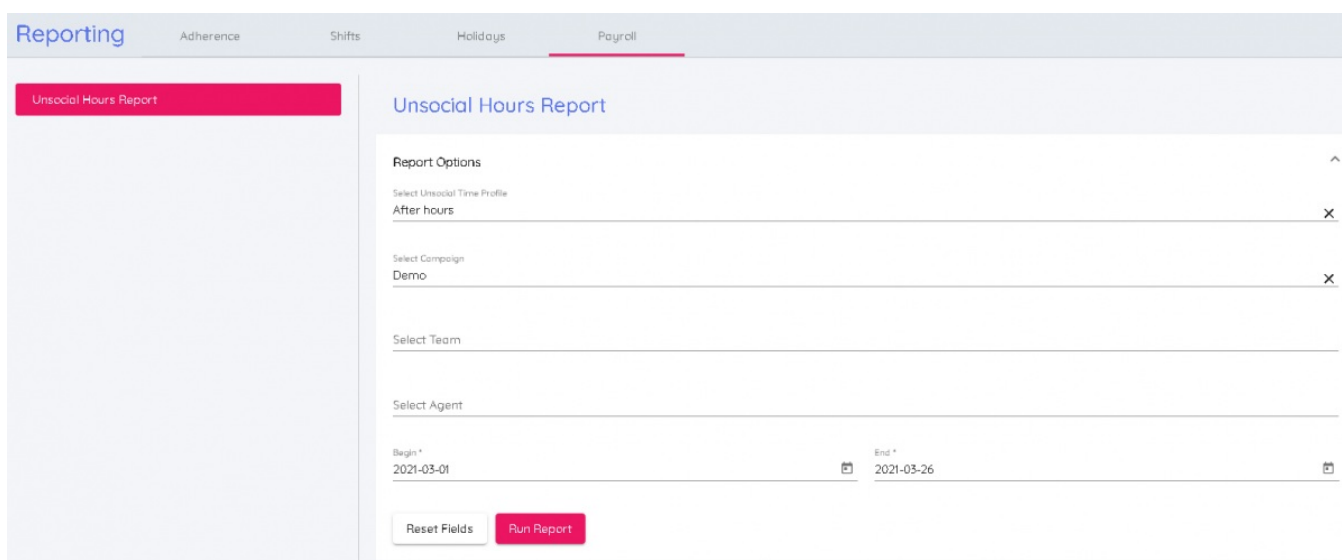 Reporting Adherence Shifts Holidays Payroll
Unsocial Hours Report
Unsocial Hours Report
Report Options
Select Unsocial Time Profile
After hours
Select Campaign
Demo
Select Team
Select Agent
Begin * End *
2021-03-01 2021-03-26
Reset Fields Run Report